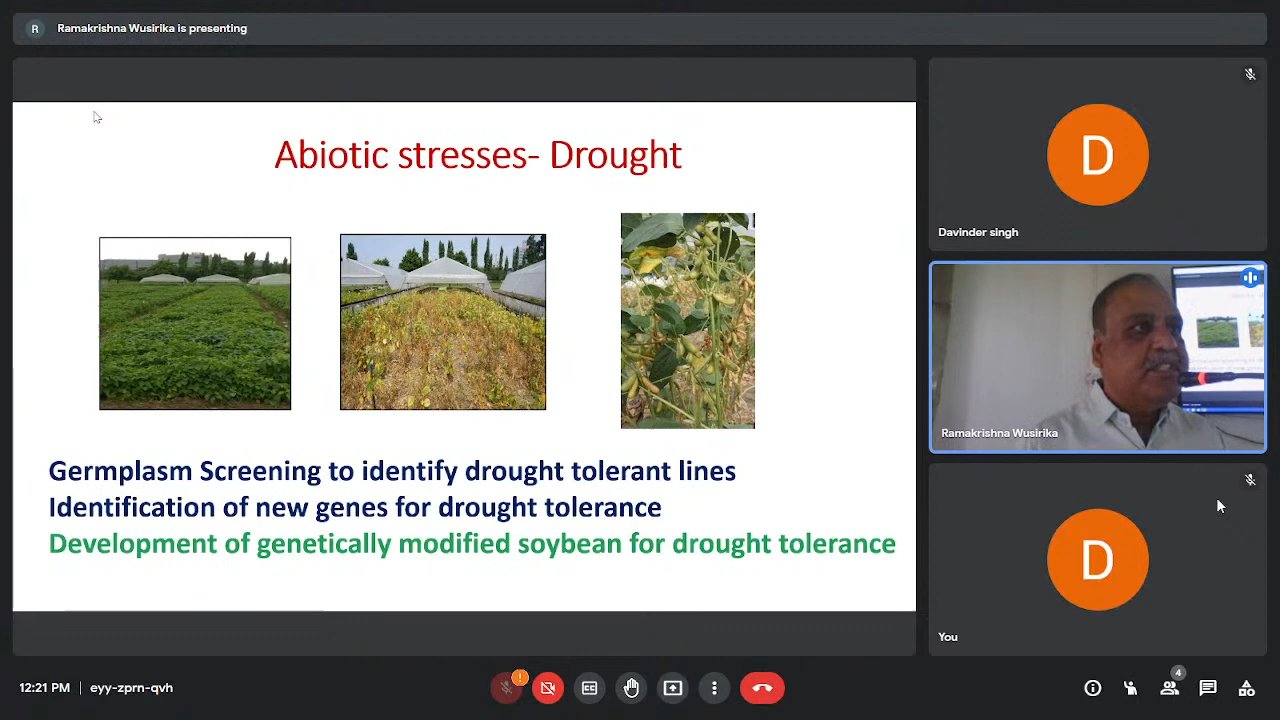 R
Ramakrishna Wusirika is presenting
Abiotic stresses- Drought
Germplasm Screening to identify drought tolerant lines
Identification of new genes for drought tolerance
Development of genetically modified soybean for drought tolerance
D
Davinder singh
Ramakrishna Wusirika
D
You
12:21 PM
eyy-zprn-qvh
!
CC
4